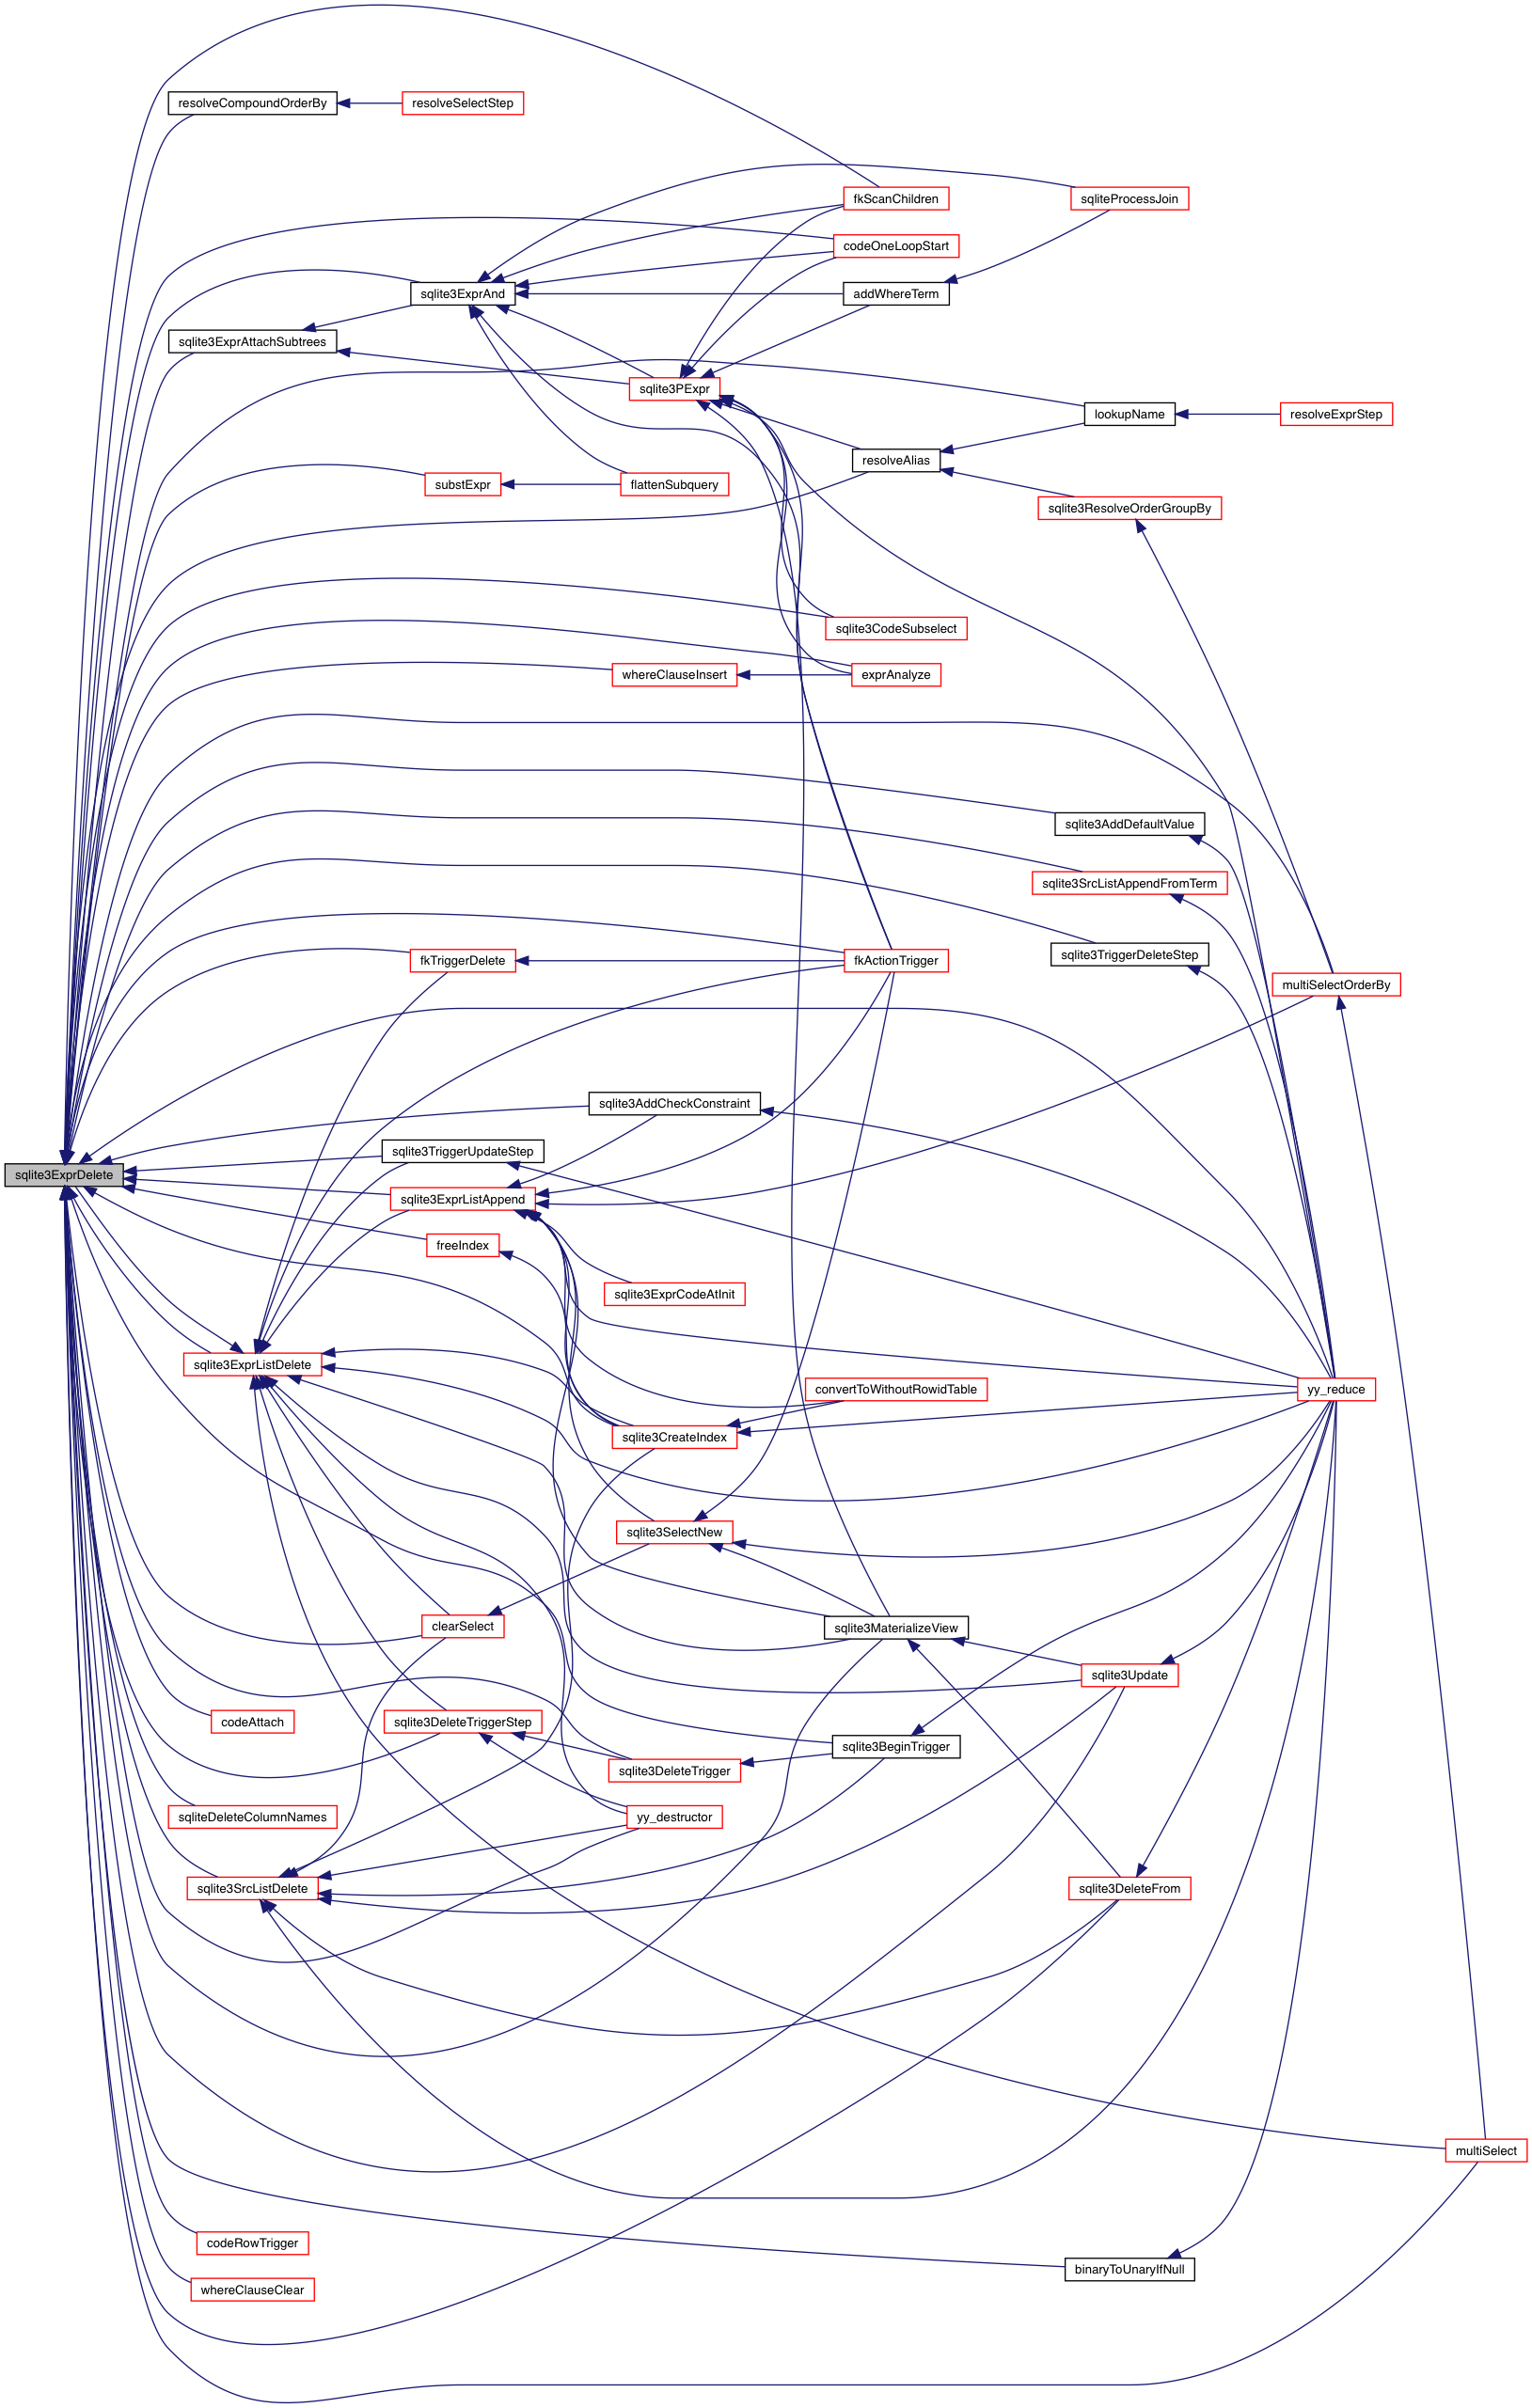 resolveCompoundOrderBy
resolveSelectStep
fkScanChildren
sqliteProcessJoin
codeOneLoopStart
sqlite3ExprAnd
addWhereTerm
sqlite3ExprAttachSubtrees
sqlite3PExpr
lookupName
resolveExprStep
resolveAlias
substExpr
flattenSubquery
sqlite3ResolveOrderGroupBy
sqlite3CodeSubselect
whereClauseInsert
exprAnalyze
sqlite3AddDefaultValue
sqlite3SrcListAppendFromTerm
sqlite3TriggerDeleteStep
fkTriggerDelete
fkActionTrigger
multiSelectOrderBy
sqlite3AddCheckConstraint
sqlite3TriggerUpdateStep
sqlite3ExprDelete
sqlite3ExprListAppend
freeIndex
sqlite3ExprCodeAtInit
sqlite3ExprListDelete
convertToWithoutRowidTable
yy_reduce
sqlite3CreateIndex
sqlite3SelectNew
clearSelect
sqlite3MaterializeView
sqlite3Update
codeAttach
sqlite3DeleteTriggerStep
sqlite3BeginTrigger
sqlite3DeleteTrigger
sqliteDeleteColumnNames
yy_destructor
sqlite3SrcListDelete
sqlite3DeleteFrom
multiSelect
codeRowTrigger
binaryToUnaryIfNull
whereClauseClear